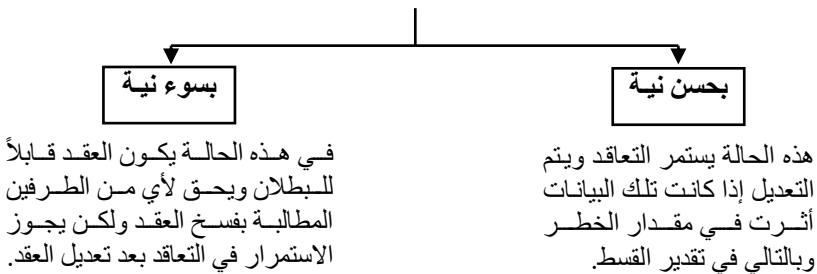 بحسن نية
هذه الحالة يستمر التعاقد ويتم
التعديل إذا كانت تلك البيانات
أثرت في مقدار الخطر
وبالتالي في تقدير القسط.
بسوء نية
في هذه الحالة يكون العقد قابلاً
للبطلان ويحق لأي من الطرفين
المطالبة بفسخ العقد ولكن يجوز
الاستمرار في التعاقد بعد تعديل العقد.